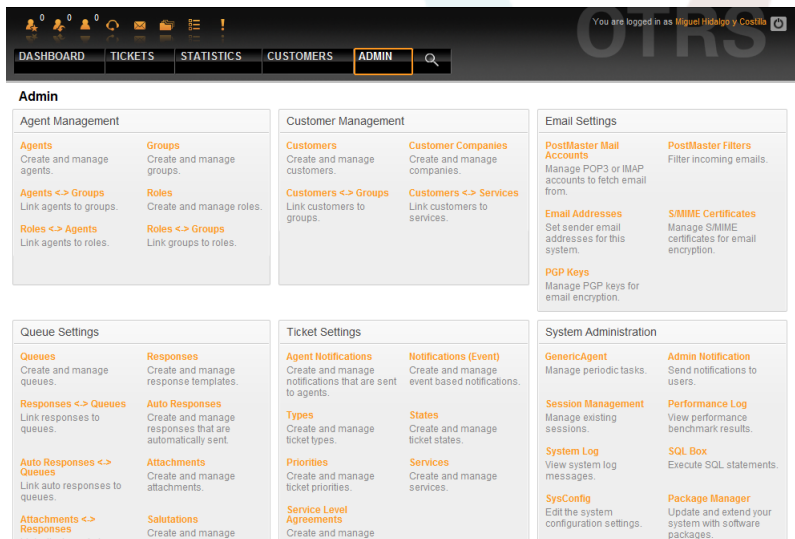 0 0 0
You are logged in as Miguel Hidalgo y Costilla
OTRS
DASHBOARD TICKETS STATISTICS CUSTOMERS ADMIN
Admin
Agent Management
Agents
Create and manage
agents.
Groups
Create and manage
groups.
Agents <-> Groups
Link agents to groups.
Roles
Create and manage roles.
Roles <-> Agents
Link agents to roles.
Roles <-> Groups
Link groups to roles.
Customer Management
Customers
Create and manage
customers.
Customer Companies
Create and manage
companies.
Customers <-> Groups
Link customers to
groups.
Customers <-> Services
Link customers to
services.
Email Settings
PostMaster Mail
Accounts
Manage POP3 or IMAP
accounts to fetch email
from.
PostMaster Filters
Filter incoming emails.
Email Addresses
Set sender email
addresses for this
system.
S/MIME Certificates
Manage S/MIME
certificates for email
encryption.
PGP Keys
Manage PGP keys for
email encryption.
Queue Settings
Queues
Create and manage
queues.
Responses
Create and manage
response templates.
Responses <-> Queues
Link responses to
queues.
Auto Responses
Create and manage
responses that are
automatically sent.
Auto Responses <->
Queues
Link auto responses to
queues.
Attachments
Create and manage
attachments.
Attachments <->
Responses
Salutations
Create and manage
Ticket Settings
Agent Notifications
Create and manage
notifications that are sent
to agents.
Notifications (Event)
Create and manage
event based notifications.
Types
Create and manage
ticket types.
States
Create and manage
ticket states.
Priorities
Create and manage
ticket priorities.
Services
Create and manage
services.
Service Level
Agreements
Create and manage
System Administration
GenericAgent
Manage periodic tasks.
Admin Notification
Send notifications to
users.
Session Management
Manage existing
sessions.
Performance Log
View performance
benchmark results.
System Log
View system log
messages.
SQL Box
Execute SQL statements.
SysConfig
Edit the system
configuration settings.
Package Manager
Update and extend your
system with software
packages.